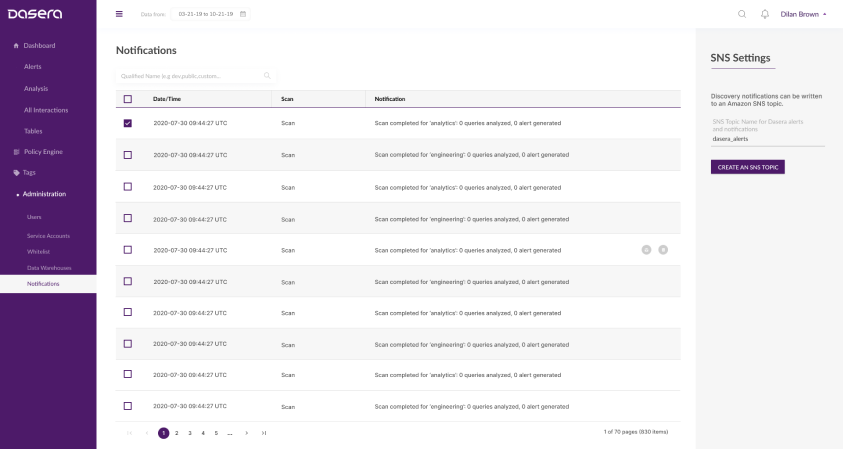 Dasera
Data from: 03-21-19 to 10-21-19
Dilan Brown
Dashboard
Alerts
Analysis
All Interactions
Tables
Policy Engine
Tags
Administration
Users
Service Accounts
Whitelist
Data Warehouses
Notifications
Notifications
Qualified Name (e.g dev.public.custom...
Date/Time Scan Notification
2020-07-30 09:44:27 UTC Scan Scan completed for 'analytics': 0 queries analyzed, 0 alert generated
2020-07-30 09:44:27 UTC Scan Scan completed for 'engineering': 0 queries analyzed, 0 alert generated
2020-07-30 09:44:27 UTC Scan Scan completed for 'analytics': 0 queries analyzed, 0 alert generated
2020-07-30 09:44:27 UTC Scan Scan completed for 'engineering': 0 queries analyzed, 0 alert generated
2020-07-30 09:44:27 UTC Scan Scan completed for 'analytics': 0 queries analyzed, 0 alert generated
2020-07-30 09:44:27 UTC Scan Scan completed for 'engineering': 0 queries analyzed, 0 alert generated
2020-07-30 09:44:27 UTC Scan Scan completed for 'analytics': 0 queries analyzed, 0 alert generated
2020-07-30 09:44:27 UTC Scan Scan completed for 'engineering': 0 queries analyzed, 0 alert generated
2020-07-30 09:44:27 UTC Scan Scan completed for 'analytics': 0 queries analyzed, 0 alert generated
2020-07-30 09:44:27 UTC Scan Scan completed for 'engineering': 0 queries analyzed, 0 alert generated
1 2 3 4 5 ...
1 of 70 pages (830 items)
SNS Settings
Discovery notifications can be written
to an Amazon SNS topic.
SNS Topic Name for Dasera alerts
and notifications
dasera_alerts
CREATE AN SNS TOPIC